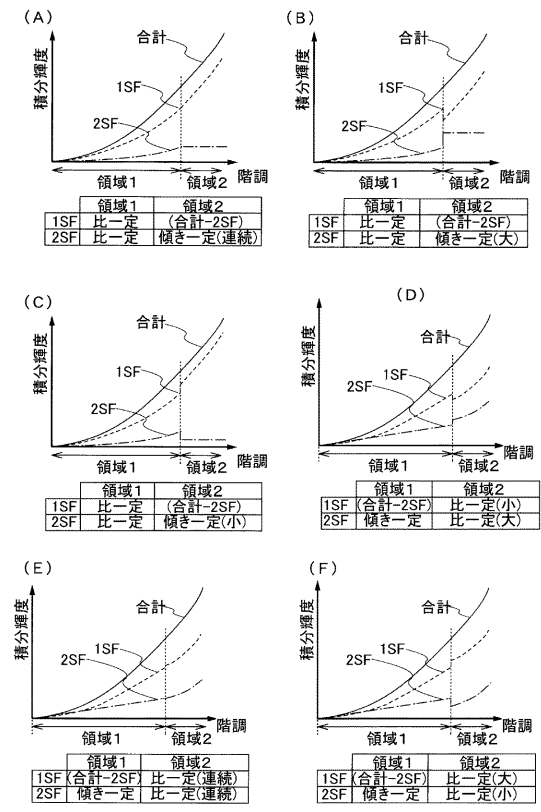 (A)
合計
1SF
2SF
積分輝度
領域1
領域2
階調
領域1 領域2
1SF 比一定 (合計-2SF)
2SF 比一定 傾き一定(連続)
(B)
合計
1SF
2SF
積分輝度
領域1
領域2
階調
領域1 領域2
1SF 比一定 (合計-2SF)
2SF 比一定 傾き一定(大)
(C)
合計
1SF
2SF
積分輝度
領域1
領域2
階調
領域1 領域2
1SF 比一定 (合計-2SF)
2SF 比一定 傾き一定(小)
(D)
合計
1SF
2SF
積分輝度
領域1
領域2
階調
領域1 領域2
1SF (合計-2SF) 比一定(小)
2SF 傾き一定 比一定(大)
(E)
合計
1SF
2SF
積分輝度
領域1
領域2
階調
領域1 領域2
1SF (合計-2SF) 比一定(連続)
2SF 傾き一定 比一定(連続)
(F)
合計
1SF
2SF
積分輝度
領域1
領域2
階調
領域1 領域2
1SF (合計-2SF) 比一定(大)
2SF 傾き一定 比一定(小)